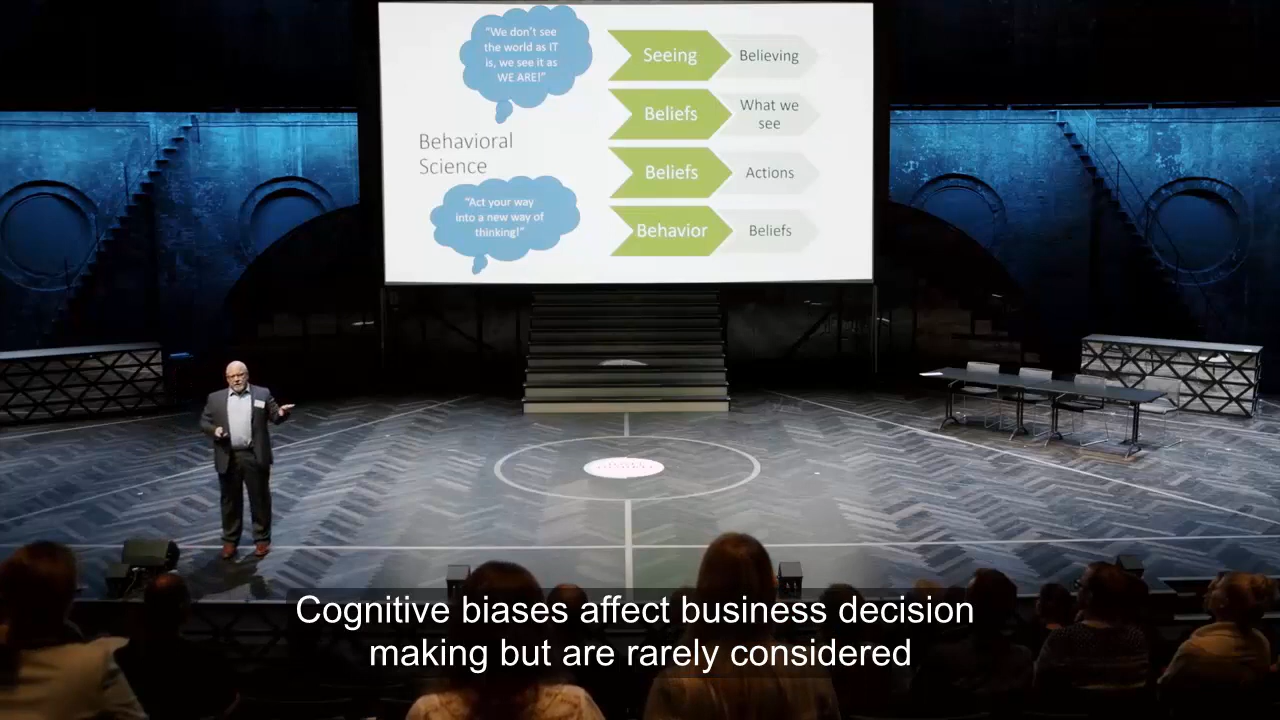 "We don't see
the world as IT
is, we see it as
WE ARE!"
Behavioral
Science
"Act your way
into a new way of
thinking!"
Seeing
Believing
Beliefs
What we
see
Beliefs
Actions
Behavior
Beliefs
Cognitive biases affect business decision
making but are rarely considered